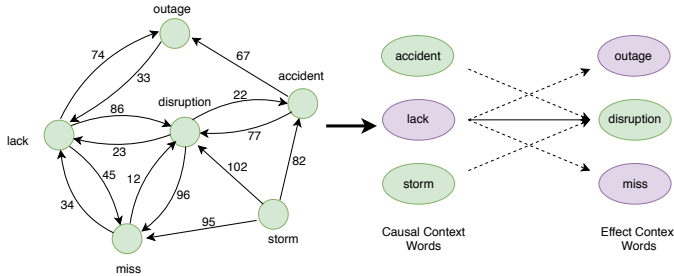 outage
74
33
67
accident
86
disruption
22
lack
23
77
45
12
102
82
34
96
95
storm
miss
accident
outage
lack
disruption
storm
miss
Causal Context
Words
Effect Contex
Words